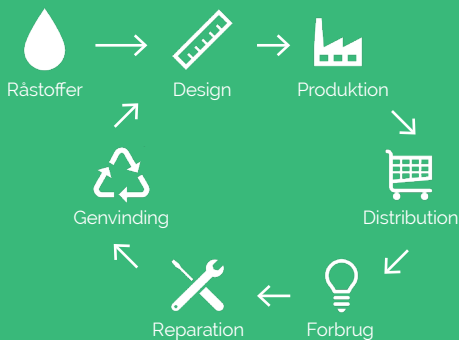 Råstoffer
Design
Produktion
Distribution
Forbrug
Reparation
Genvinding